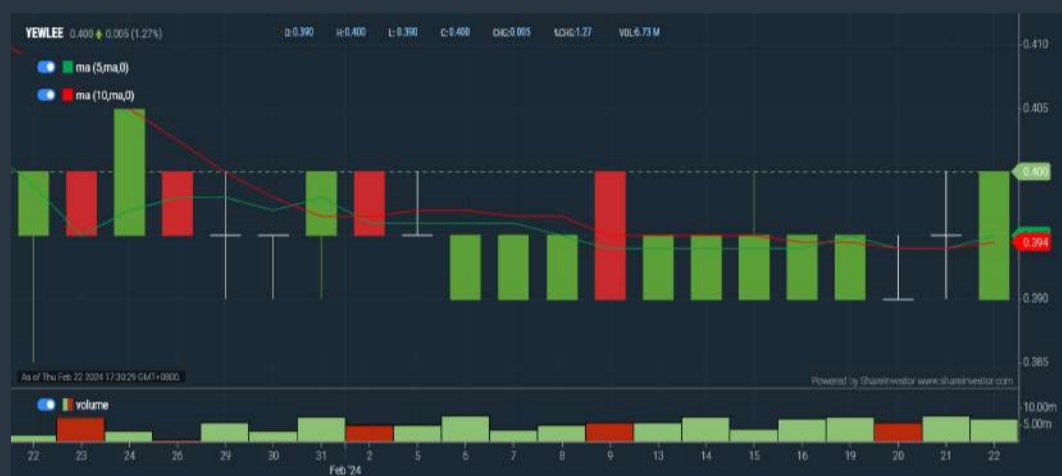 YEWLEE 0.400 0.005 (1.27%) O:0.390 H:0.400 L:0.390 C:0.400 CHG:0.005 %CHG:1.27 VOL:6.73 M
ma (5,ma,0)
ma (10,ma,0)
0.410
0.405
0.400
0.394
0.390
0.385
As of Thu Feb 22 2024 17:30:29 GMT+0800.
Powered by ShareInvestor www.shareinvestor.com
volume
10.00m
5.00m
22 23 24 26 29 30 31 2 5 6 7 8 9 13 14 15 16 19 20 21 22
Feb '24